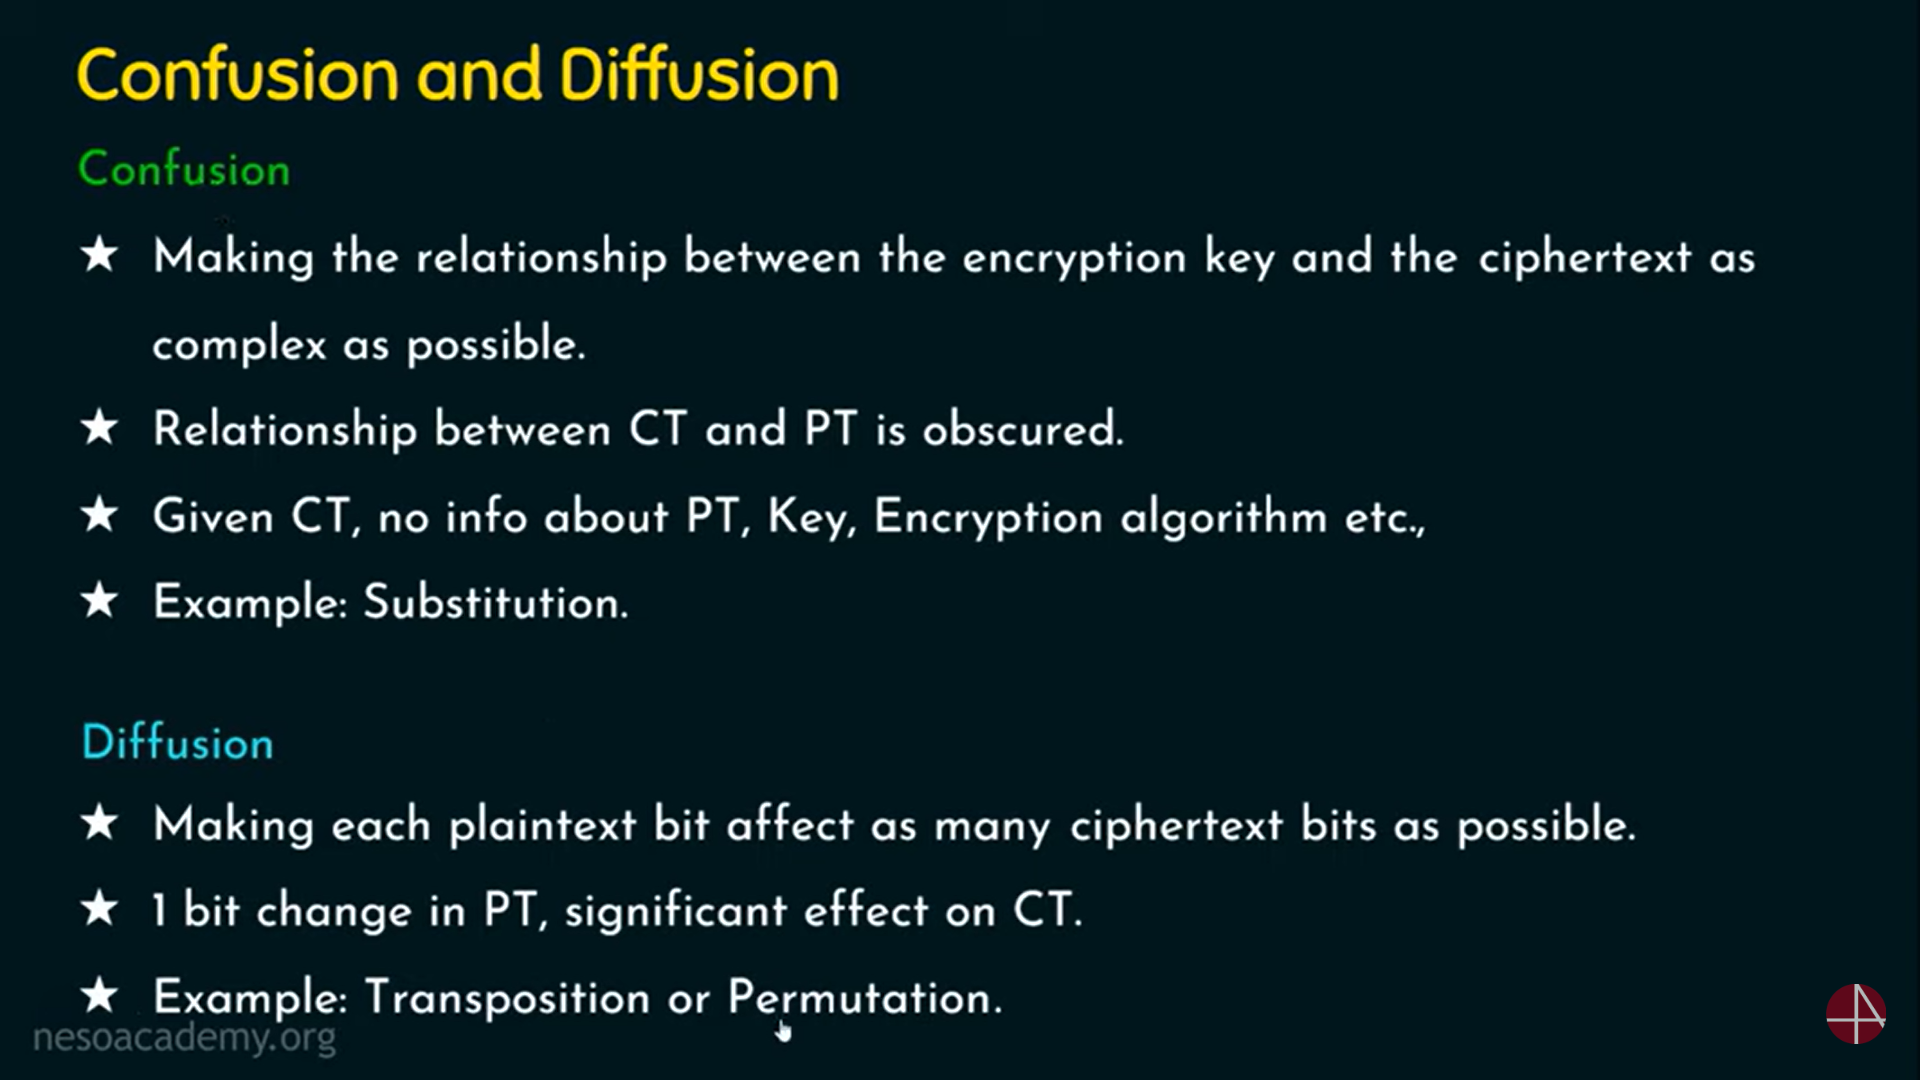 Confusion and Diffusion
Confusion
★ Making the relationship between the encryption key and the ciphertext as
complex as possible.
★ Relationship between CT and PT is obscured.
★ Given CT, no info about PT, Key, Encryption algorithm etc.,
★ Example: Substitution.
Diffusion
★ Making each plaintext bit affect as many ciphertext bits as possible.
★ 1 bit change in PT, significant effect on CT.
★ Example: Transposition or Permutation.
nesoacademy.org